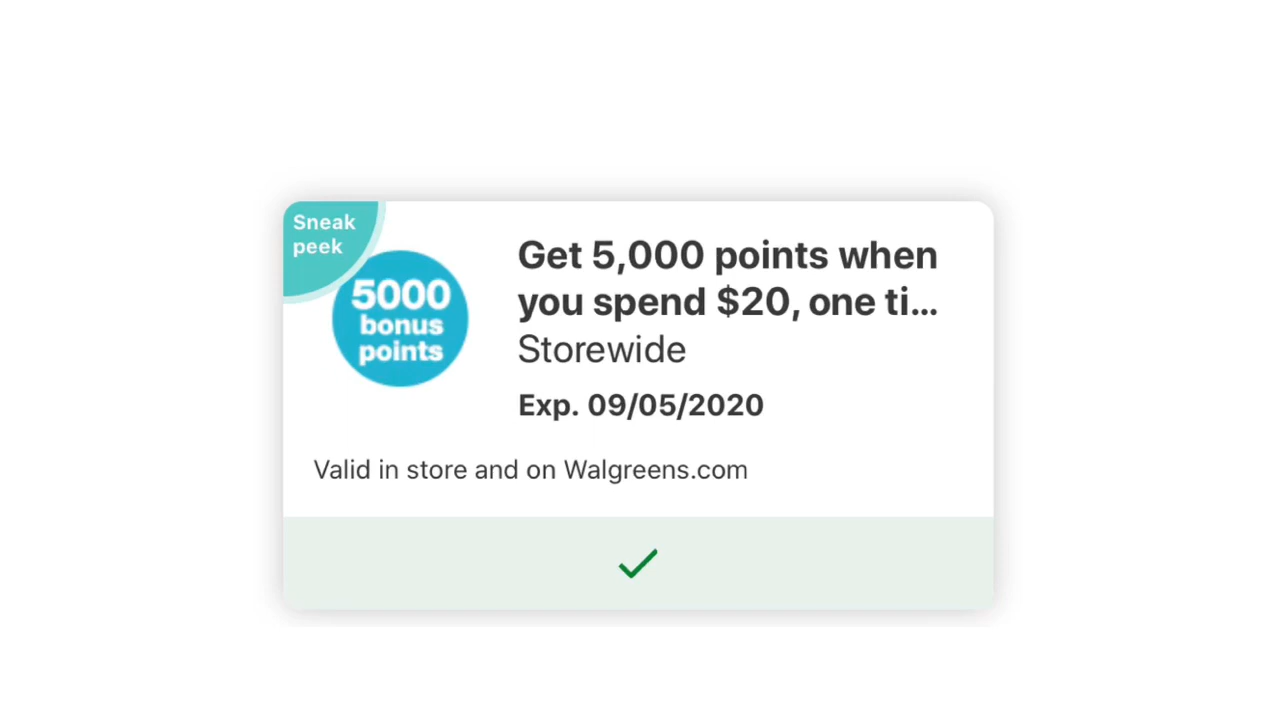 Sneak
peek
5000
bonus
points
Get 5,000 points when
you spend $20, one ti...
Storewide
Exp. 09/05/2020
Valid in store and on Walgreens.com